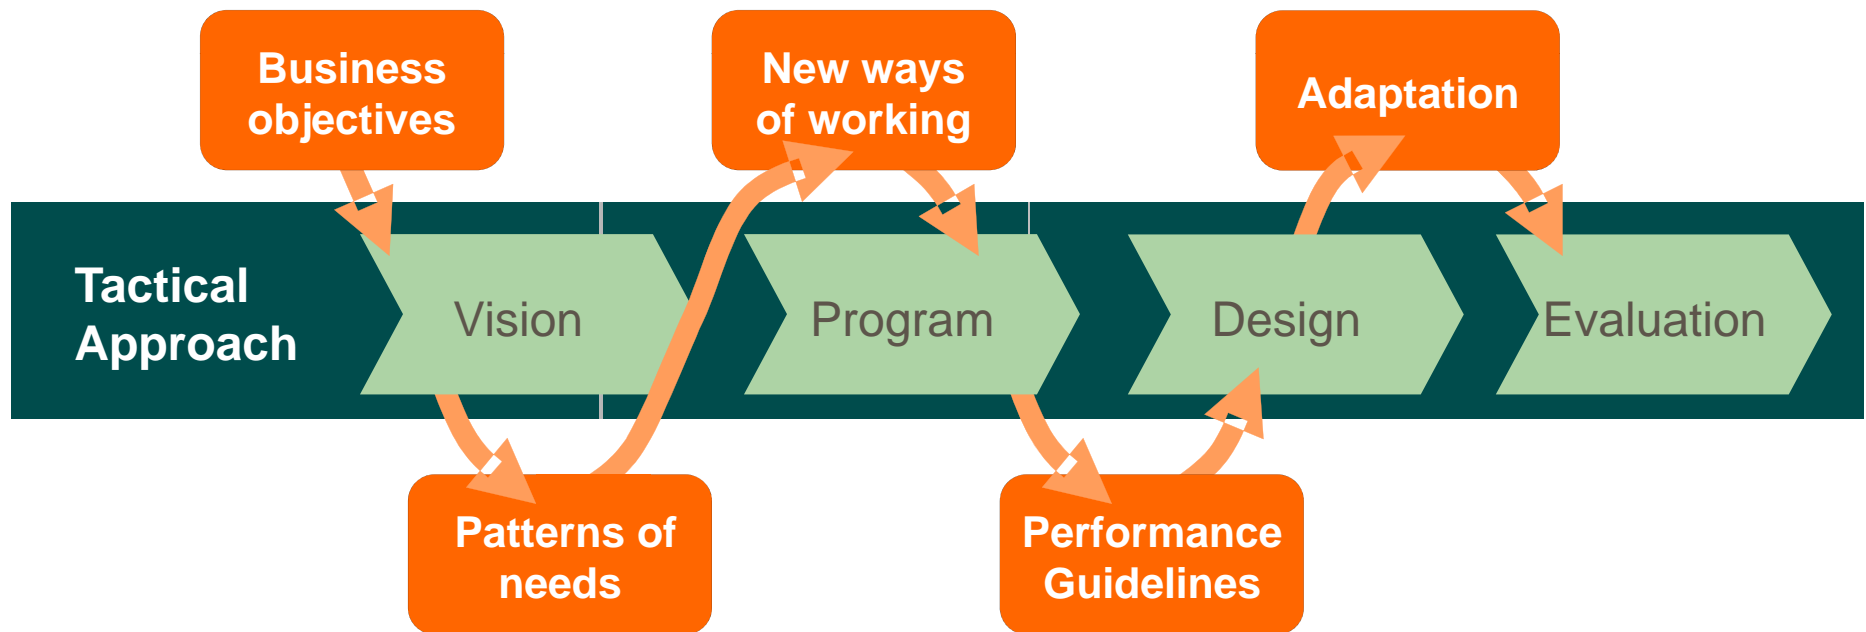 Business
objectives
New ways
of working
Adaptation
Tactical
Approach
Vision
Program
Design
Evaluation
Patterns of
needs
Performance
Guidelines